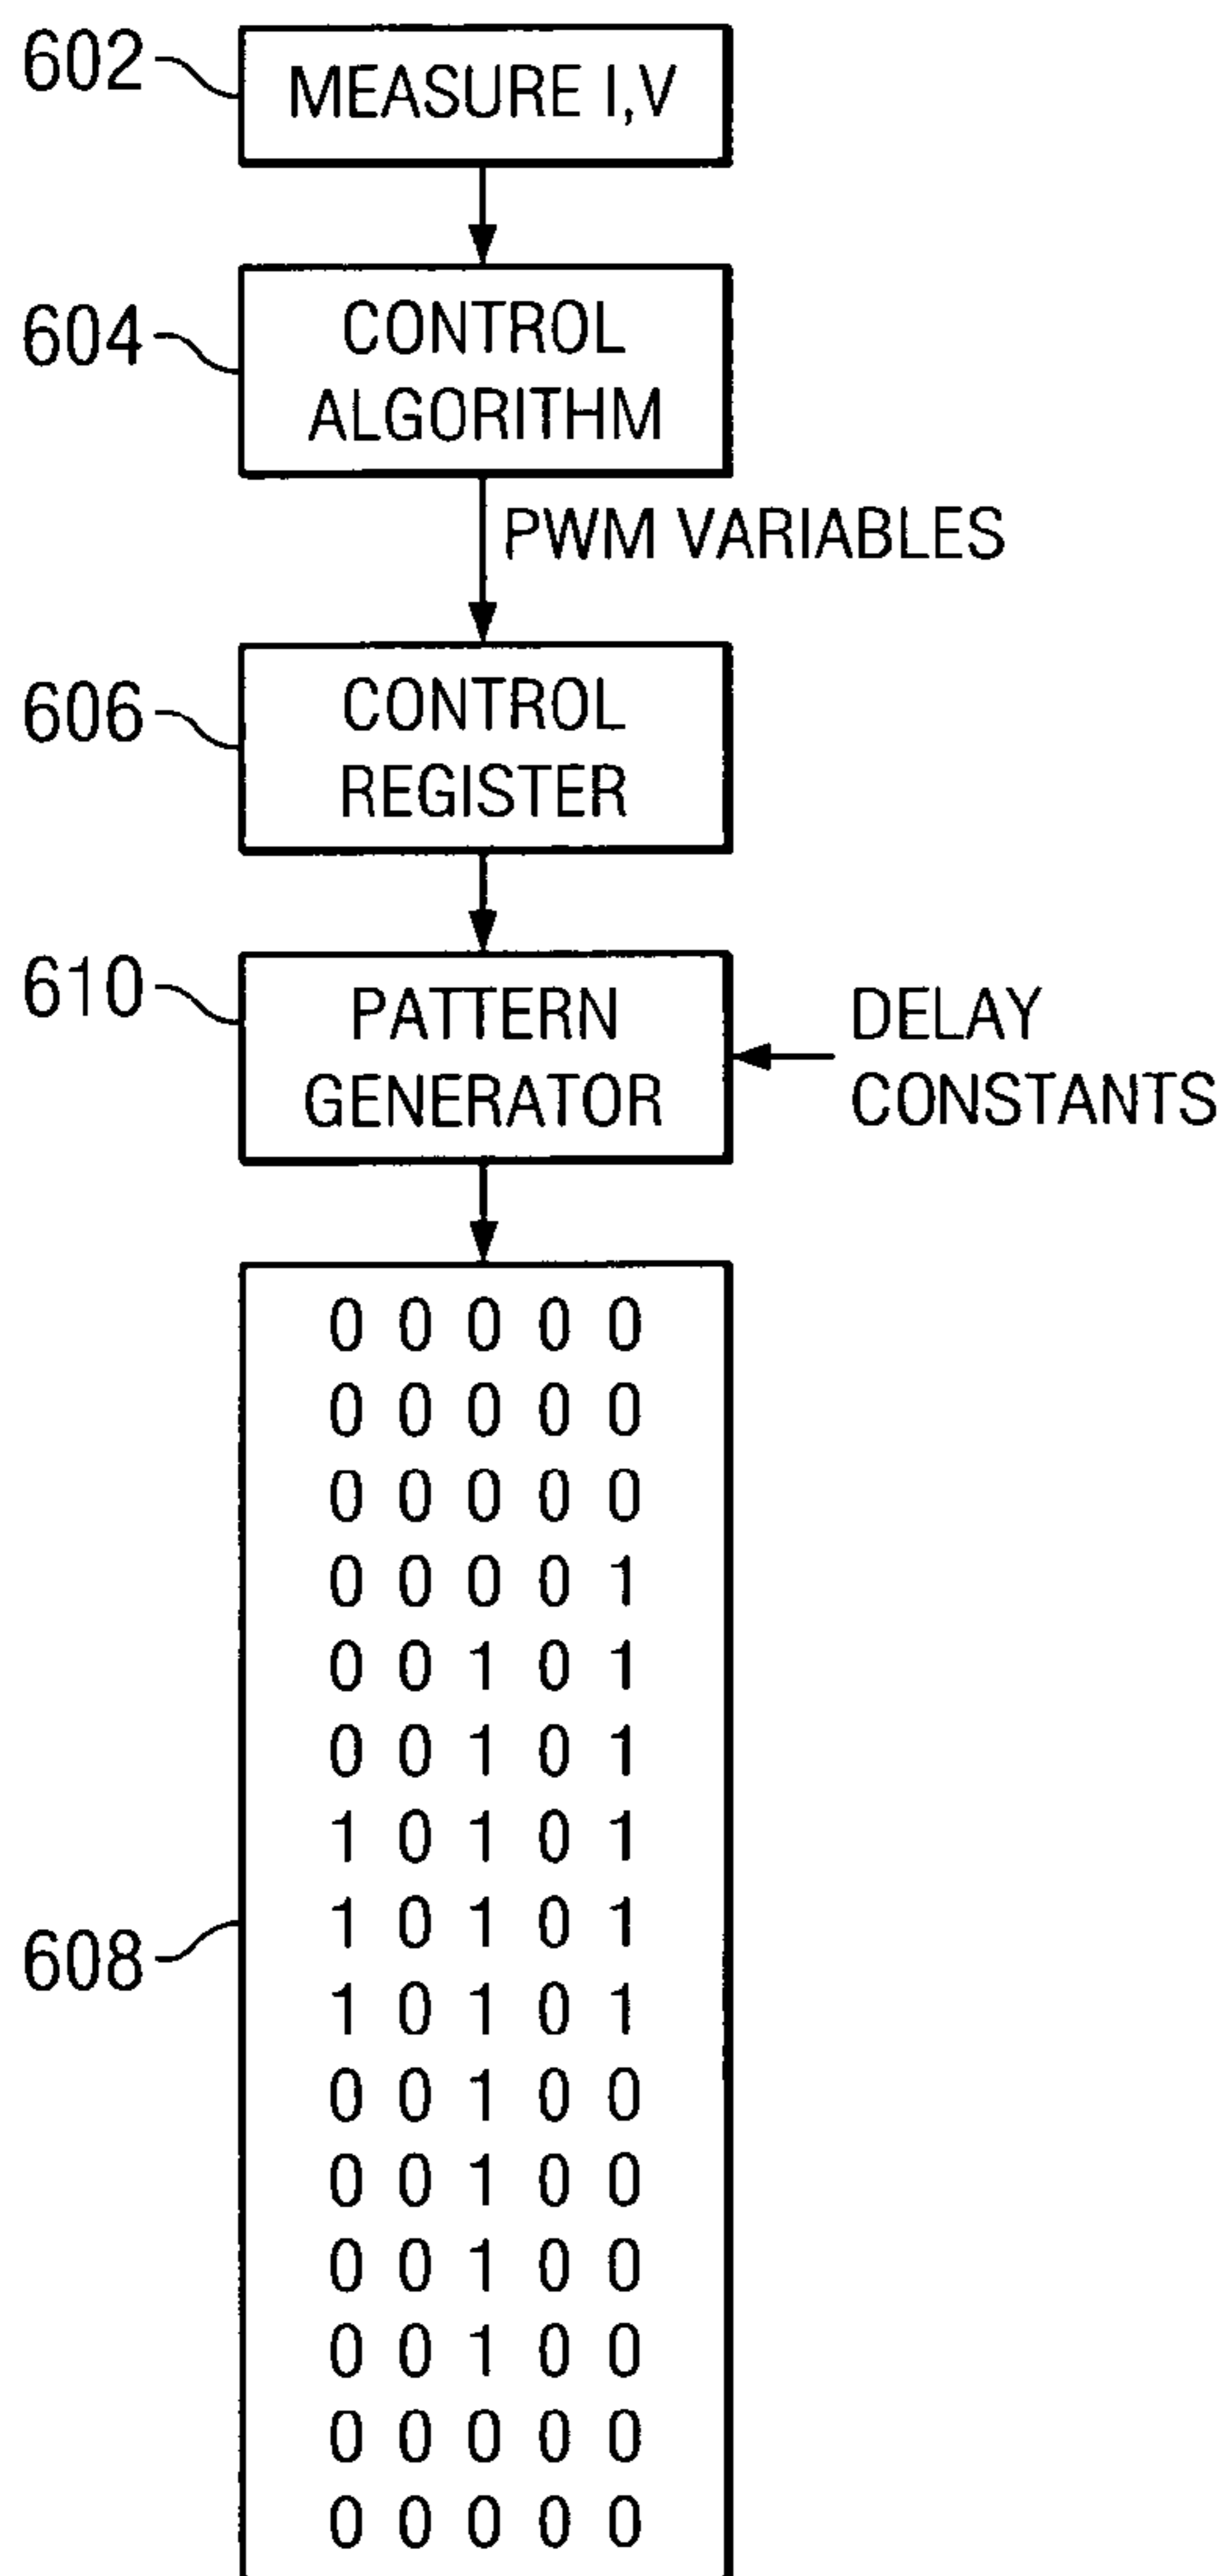 602
MEASURE I,V
604
CONTROL
ALGORITHM
PWM VARIABLES
606
CONTROL
REGISTER
610
PATTERN
GENERATOR
DELAY
CONSTANTS
0 0 0 0 0
0 0 0 0 0
0 0 0 0 0
0 0 0 0 1
0 0 1 0 1
0 0 1 0 1
1 0 1 0 1
1 0 1 0 1
608
1 0 1 0 1
0 0 1 0 0
0 0 1 0 0
0 0 1 0 0
0 0 1 0 0
0 0 0 0 0
0 0 0 0 0